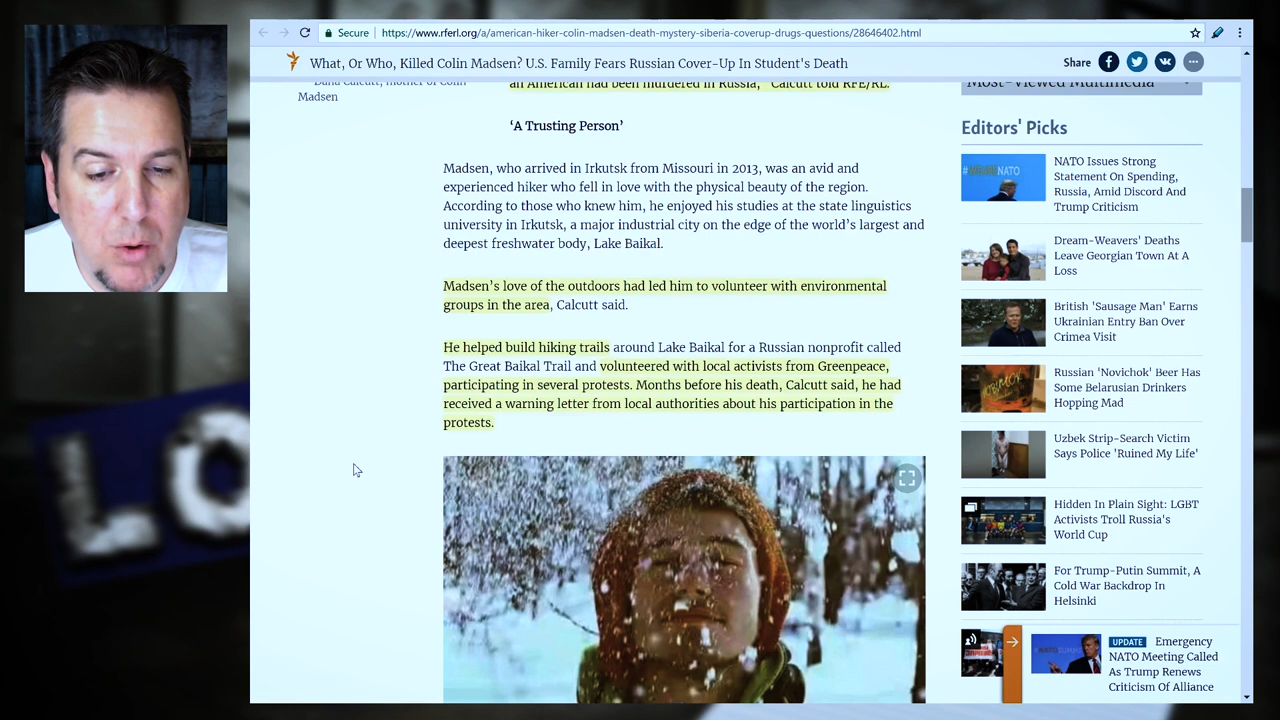 Secure
https://www.rferl.org/a/american-hiker-colin-madsen-death-mystery-siberia-coverup-drugs-questions/28646402.html
What, Or Who, Killed Colin Madsen? U.S. Family Fears Russian Cover-Up In Student's Death
Share
Dana Calcutt, mother of Colin
Madsen
an American had been murdered in Russia," Calcutt told RFE/RL.
'A Trusting Person'
Madsen, who arrived in Irkutsk from Missouri in 2013, was an avid and
experienced hiker who fell in love with the physical beauty of the region.
According to those who knew him, he enjoyed his studies at the state linguistics
university in Irkutsk, a major industrial city on the edge of the world's largest and
deepest freshwater body, Lake Baikal.
Madsen's love of the outdoors had led him to volunteer with environmental
groups in the area, Calcutt said.
He helped build hiking trails around Lake Baikal for a Russian nonprofit called
The Great Baikal Trail and volunteered with local activists from Greenpeace,
participating in several protests. Months before his death, Calcutt said, he had
received a warning letter from local authorities about his participation in the
protests.
Most-Viewed Multimedia
Editors' Picks
NATO Issues Strong
Statement On Spending,
Russia, Amid Discord And
Trump Criticism
Dream-Weavers' Deaths
Leave Georgian Town At A
Loss
British 'Sausage Man' Earns
Ukrainian Entry Ban Over
Crimea Visit
Russian 'Novichok' Beer Has
Some Belarusian Drinkers
Hopping Mad
Uzbek Strip-Search Victim
Says Police 'Ruined My Life'
Hidden In Plain Sight: LGBT
Activists Troll Russia's
World Cup
For Trump-Putin Summit, A
Cold War Backdrop In
Helsinki
UPDATE Emergency
NATO Meeting Called
As Trump Renews
Criticism Of Alliance
LO